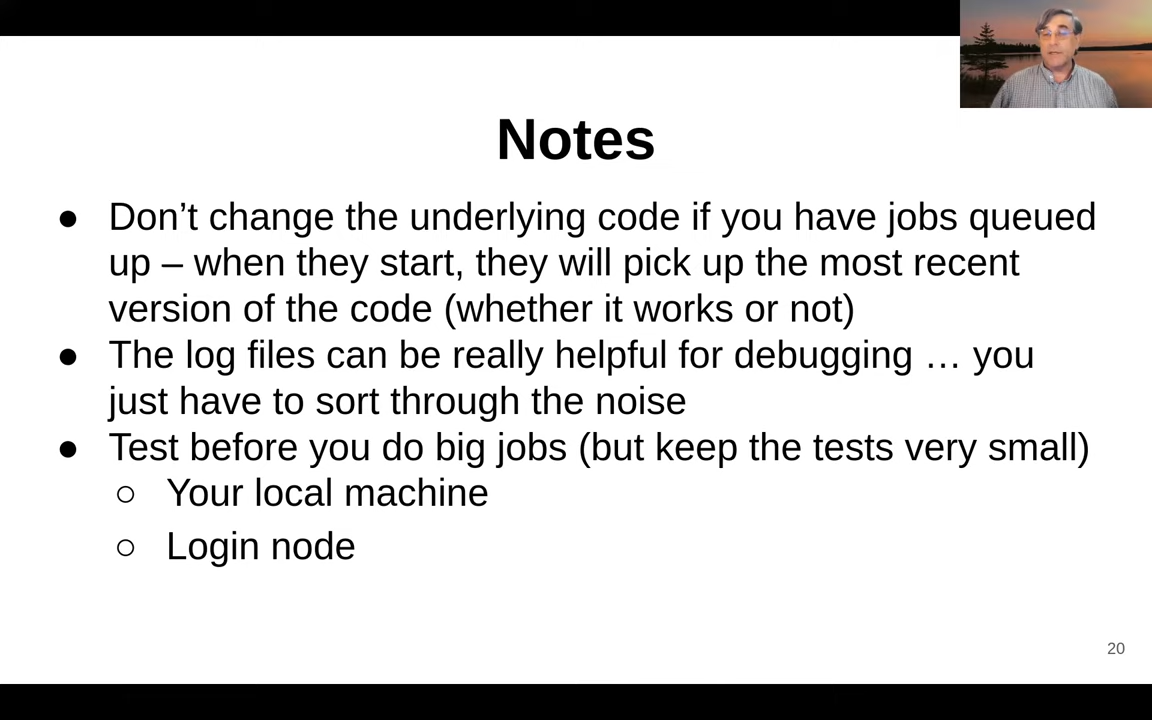 Notes
● Don’t change the underlying code if you have jobs queued
up – when they start, they will pick up the most recent
version of the code (whether it works or not)
● The log files can be really helpful for debugging … you
just have to sort through the noise
● Test before you do big jobs (but keep the tests very small)
○ Your local machine
○ Login node
20